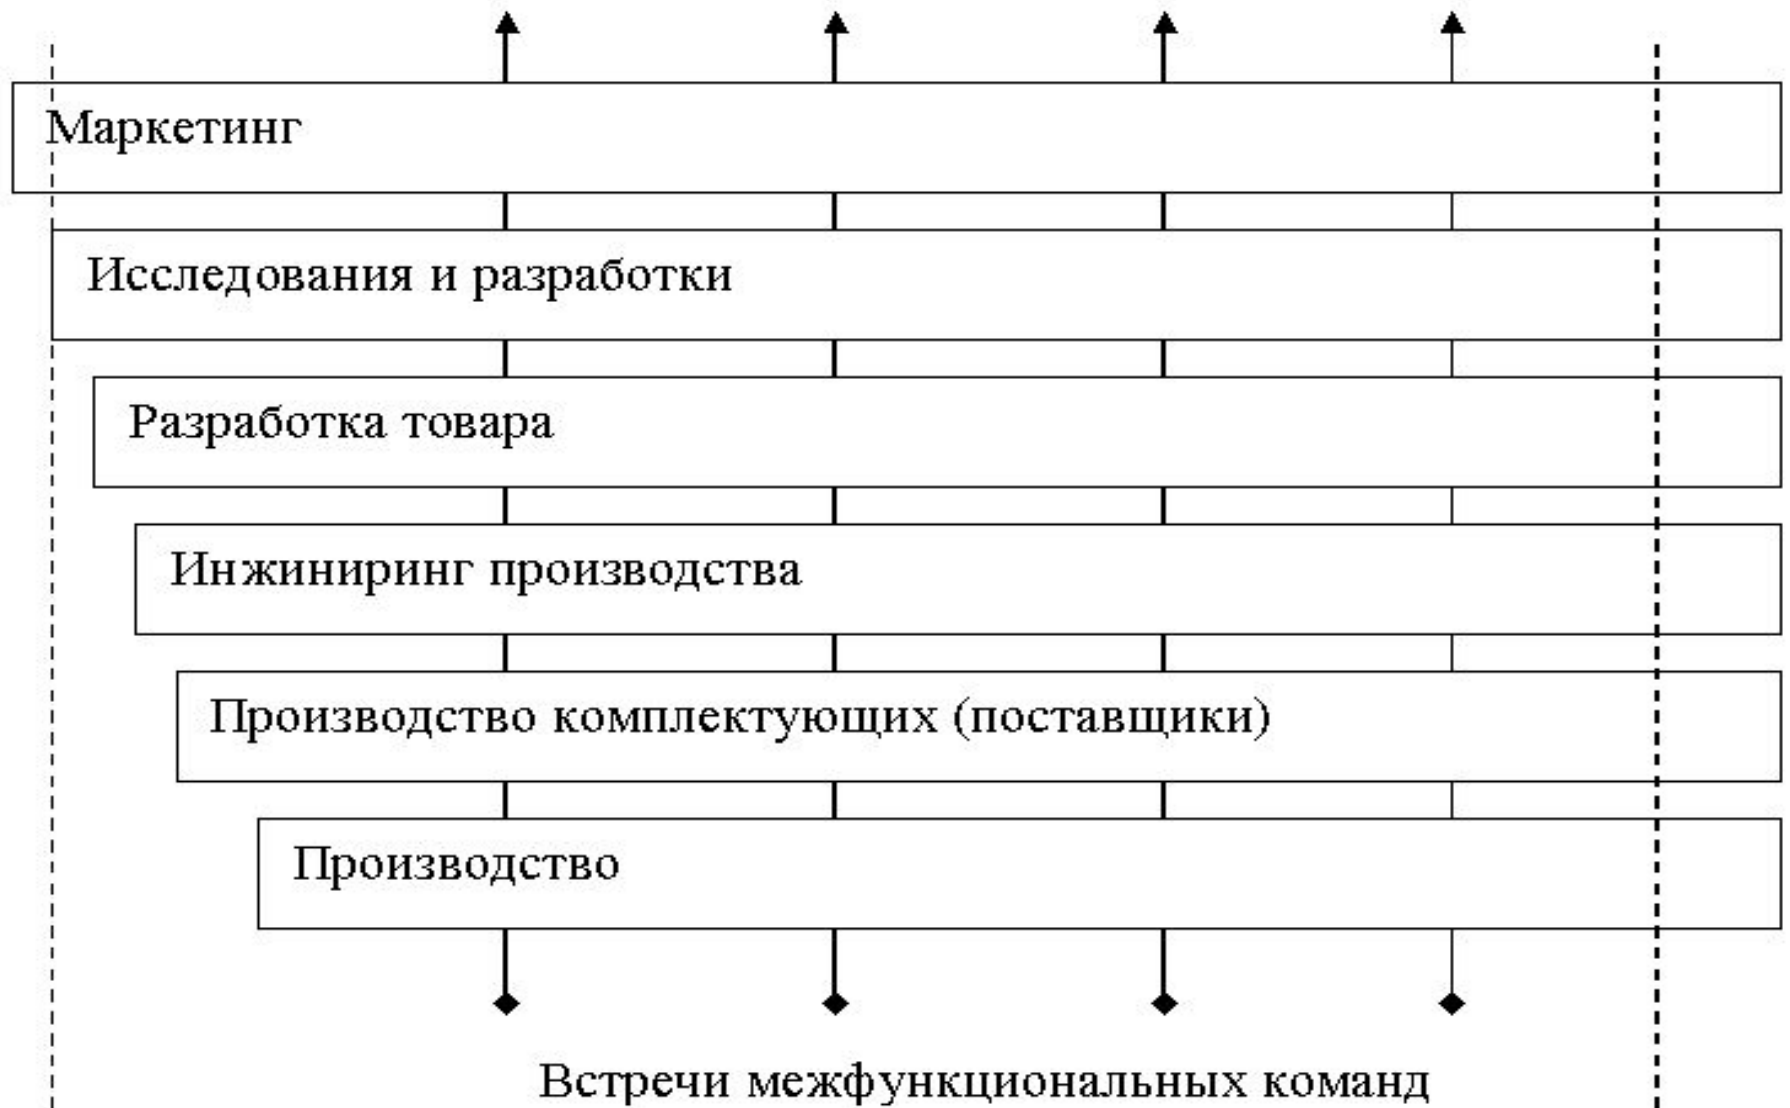 Маркетинг
Исследования и разработки
Разработка товара
Инжиниринг производства
Производство комплектующих (поставщики)
Производство
Встречи межфункциональных команд